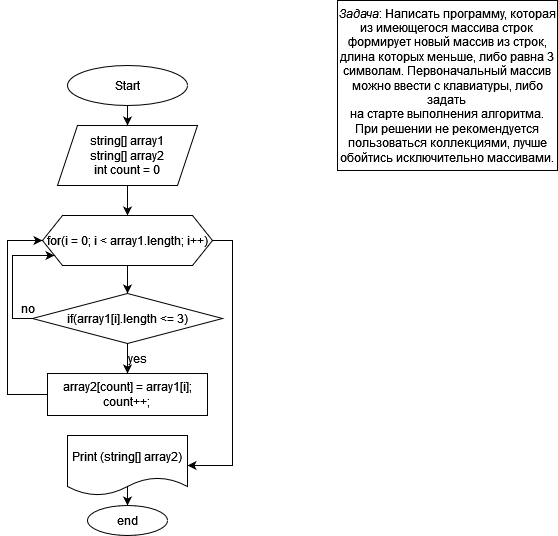 Start
string[] array1
string[] array2
int count = 0
for(i = 0; i < array1.length; i++)
no
if(array1[i].length <= 3)
yes
array2[count] = array1[i];
count++;
Print (string[] array2)
end
Задача: Написать программу, которая
из имеющегося массива строк
формирует новый массив из строк,
длина которых меньше, либо равна 3
символам. Первоначальный массив
можно ввести с клавиатуры, либо
задать
на старте выполнения алгоритма.
При решении не рекомендуется
пользоваться коллекциями, лучше
обойтись исключительно массивами.